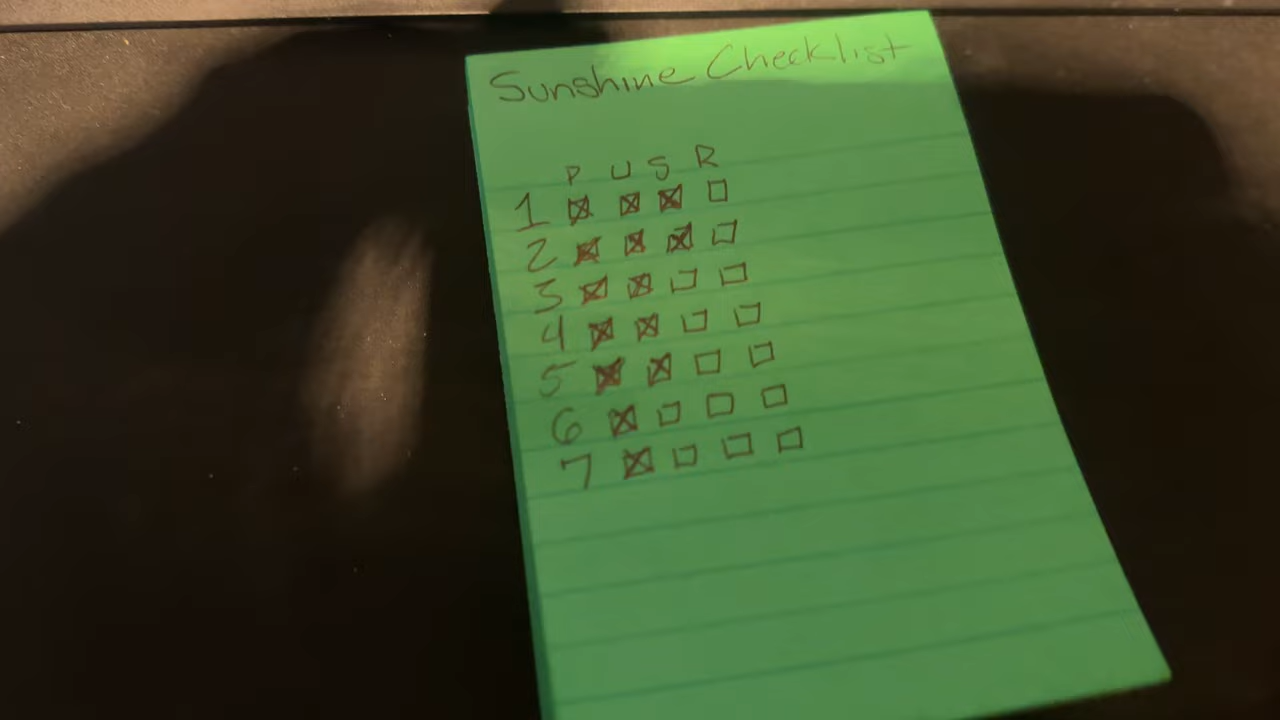 Sunshine Checklist
P U S R
1 ☒ ☒ ☒ ☐
2 ☒ ☒ ☒ ☐
3 ☒ ☒ ☐ ☐
4 ☒ ☒ ☐ ☐
5 ☒ ☒ ☐ ☐
6 ☒ ☐ ☐ ☐
7 ☒ ☐ ☐ ☐